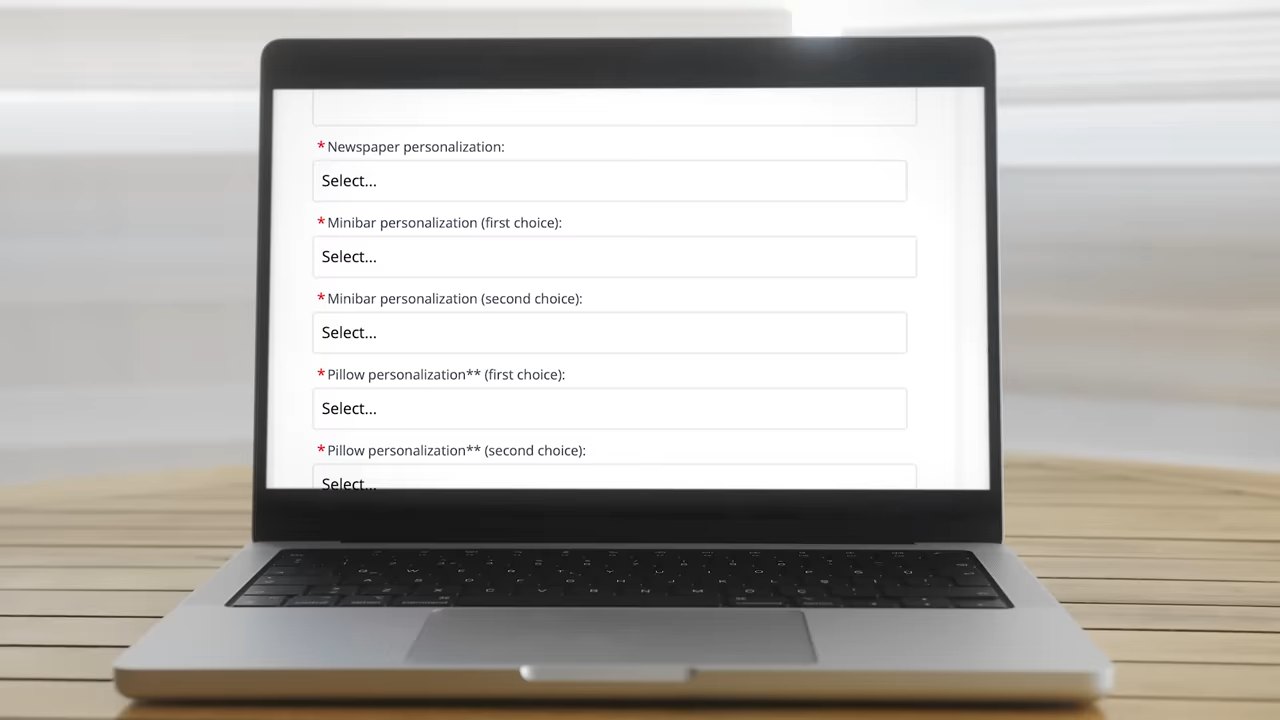 *Newspaper personalization:
Select...
*Minibar personalization (first choice):
Select...
*Minibar personalization (second choice):
Select...
*Pillow personalization** (first choice):
Select...
*Pillow personalization** (second choice):
Select...